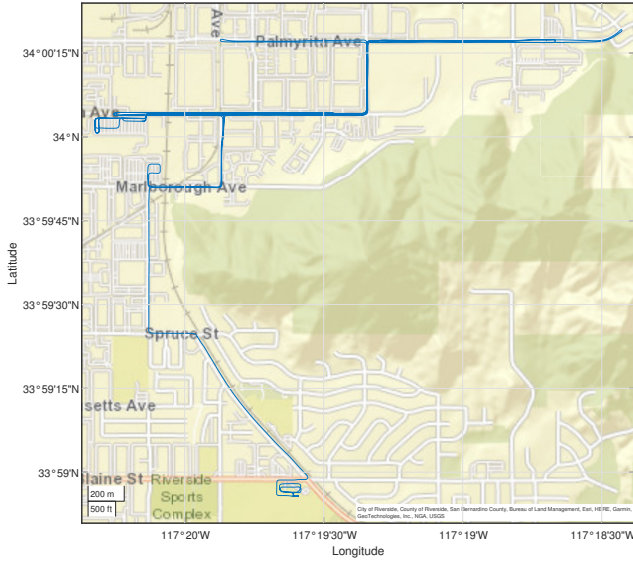 Ave
Palmyrita Ave
34°00'15"N
Ave
34°N
Marlborough Ave
33°59'45"N
Latitude
33°59'30"N
Spruce St
33°59'15"N
setts Ave
33°59'N
laine St
Riverside
Sports
Complex
200 m
500 ft
City of Riverside, County of Riverside, San Bernardino County, Bureau of Land Management, Esri, HERE, Garmin,
GeoTechnologies, Inc., NGA, USGS
117°20'W
117°19'30"W
117°19'W
117°18'30"W
Longitude